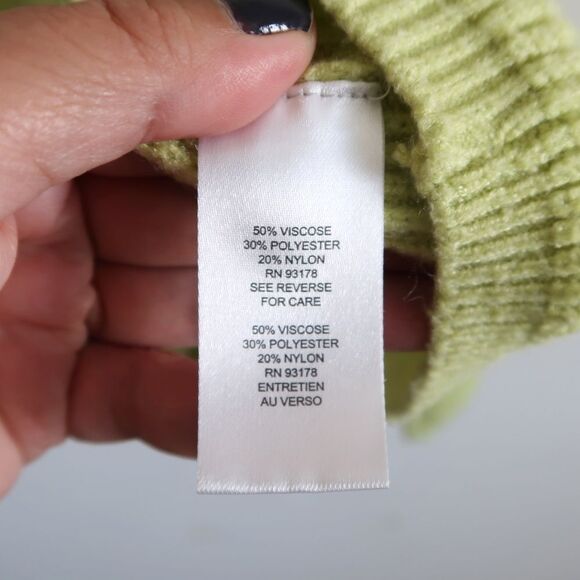 50% VISCOSE
30% POLYESTER
20% NYLON
RN 93178
SEE REVERSE
FOR CARE
50% VISCOSE
30% POLYESTER
20% NYLON
RN 93178
ENTRETIEN
AU VERSO